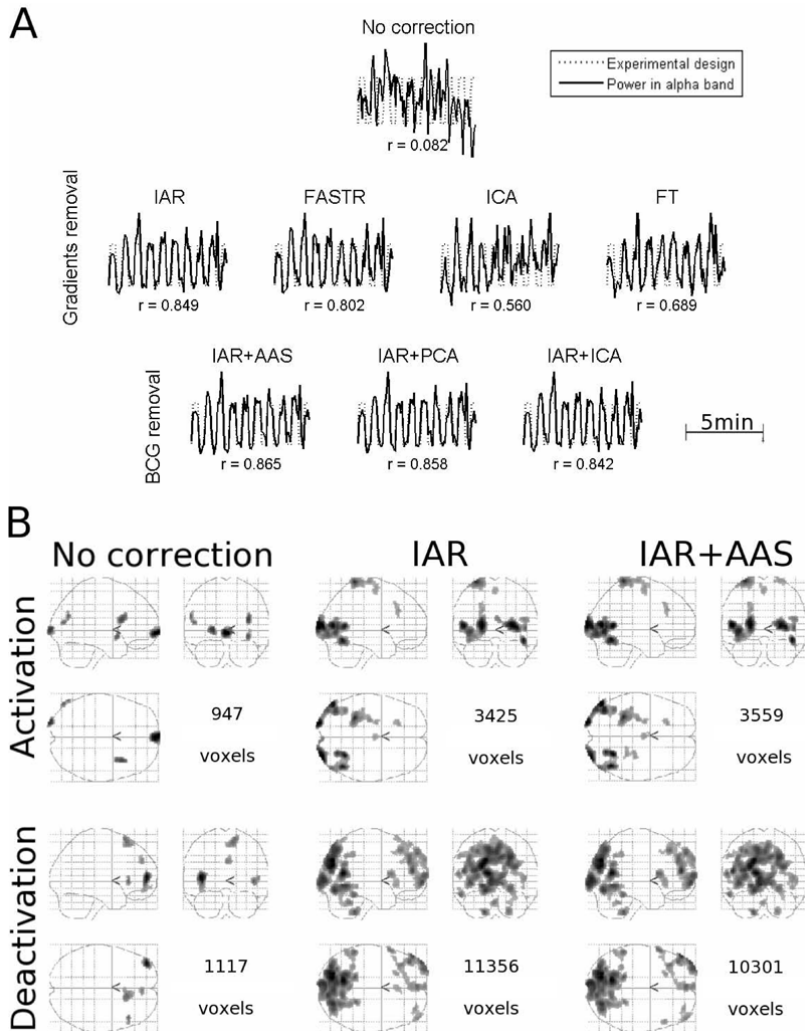 A
No correction
Experimental design
Power in alpha band
r = 0.082
Gradients removal
IAR FASTR ICA FT
r = 0.849 r = 0.802 r = 0.560 r = 0.689
BCG removal
IAR+AAS IAR+PCA IAR+ICA
r = 0.865 r = 0.858 r = 0.842
5min
B
No correction IAR IAR+AAS
Activation
947 3425 3559
voxels voxels voxels
Deactivation
1117 11356 10301
voxels voxels voxels